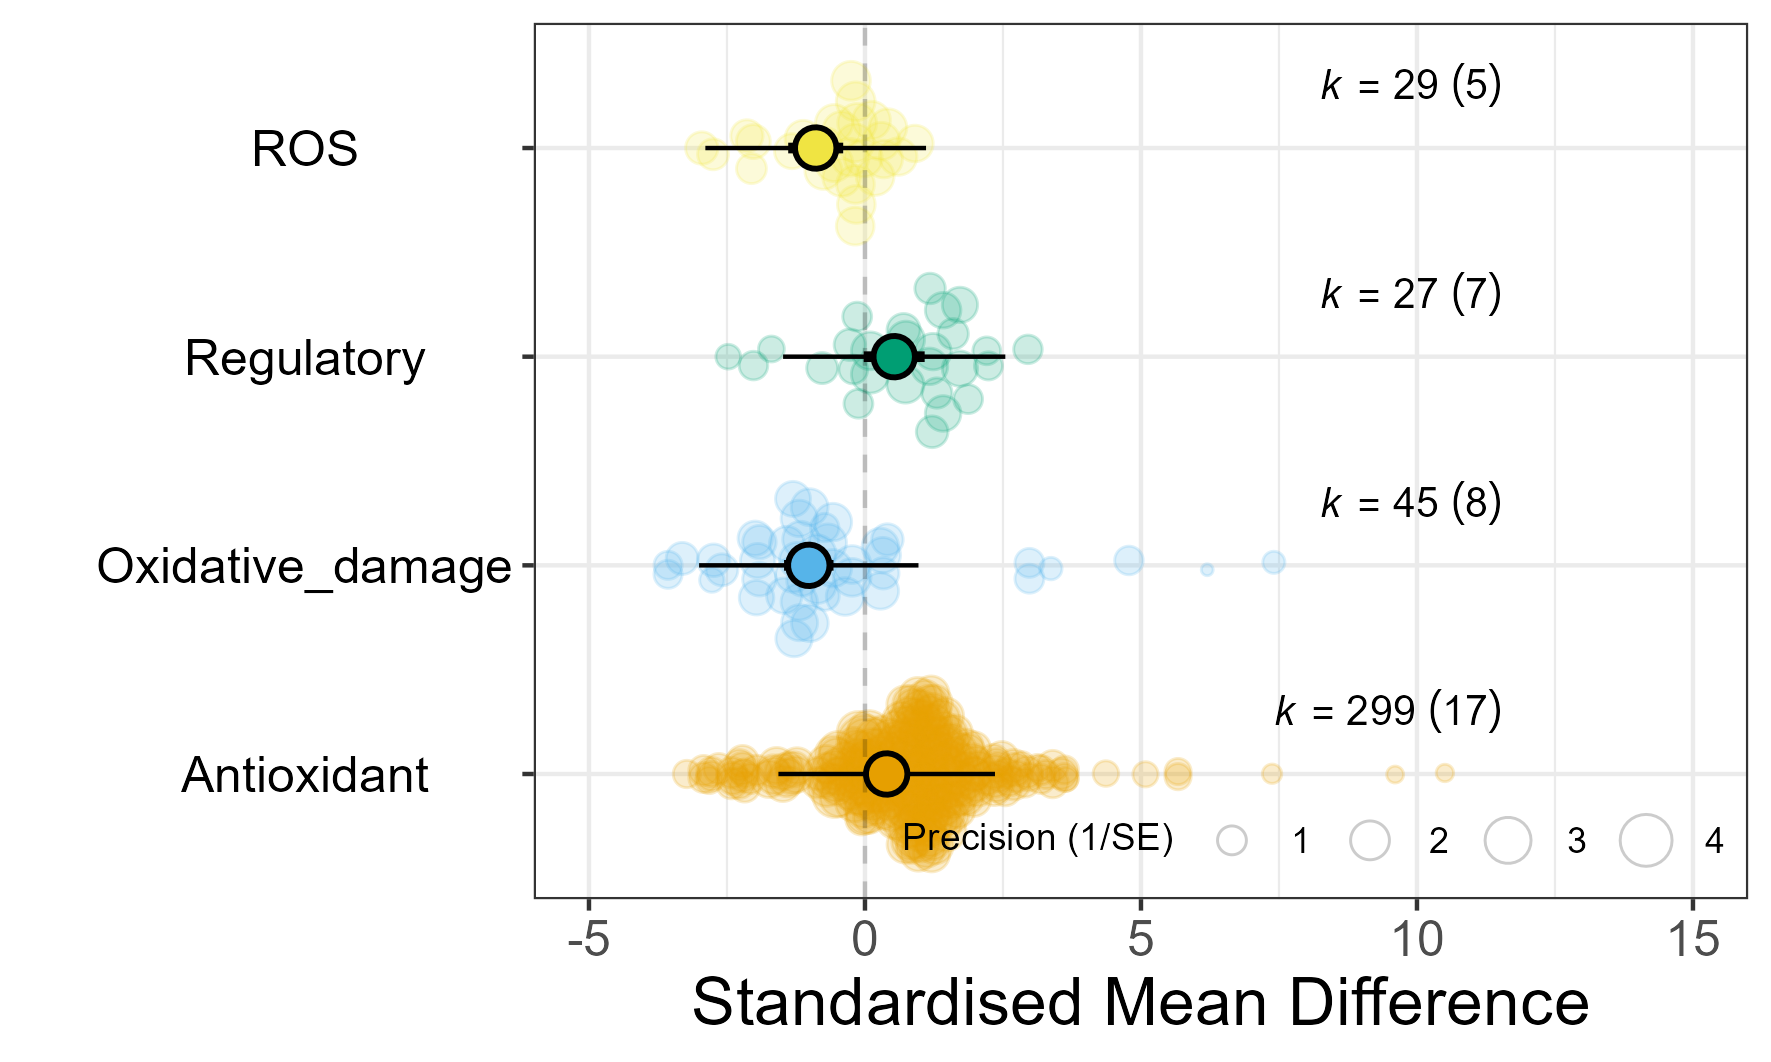 ROS
k = 29 (5)
Regulatory
k = 27 (7)
Oxidative_damage
k = 45 (8)
Antioxidant
k = 299 (17)
Precision (1/SE) 1 2 3 4
-5 0 5 10 15
Standardised Mean Difference